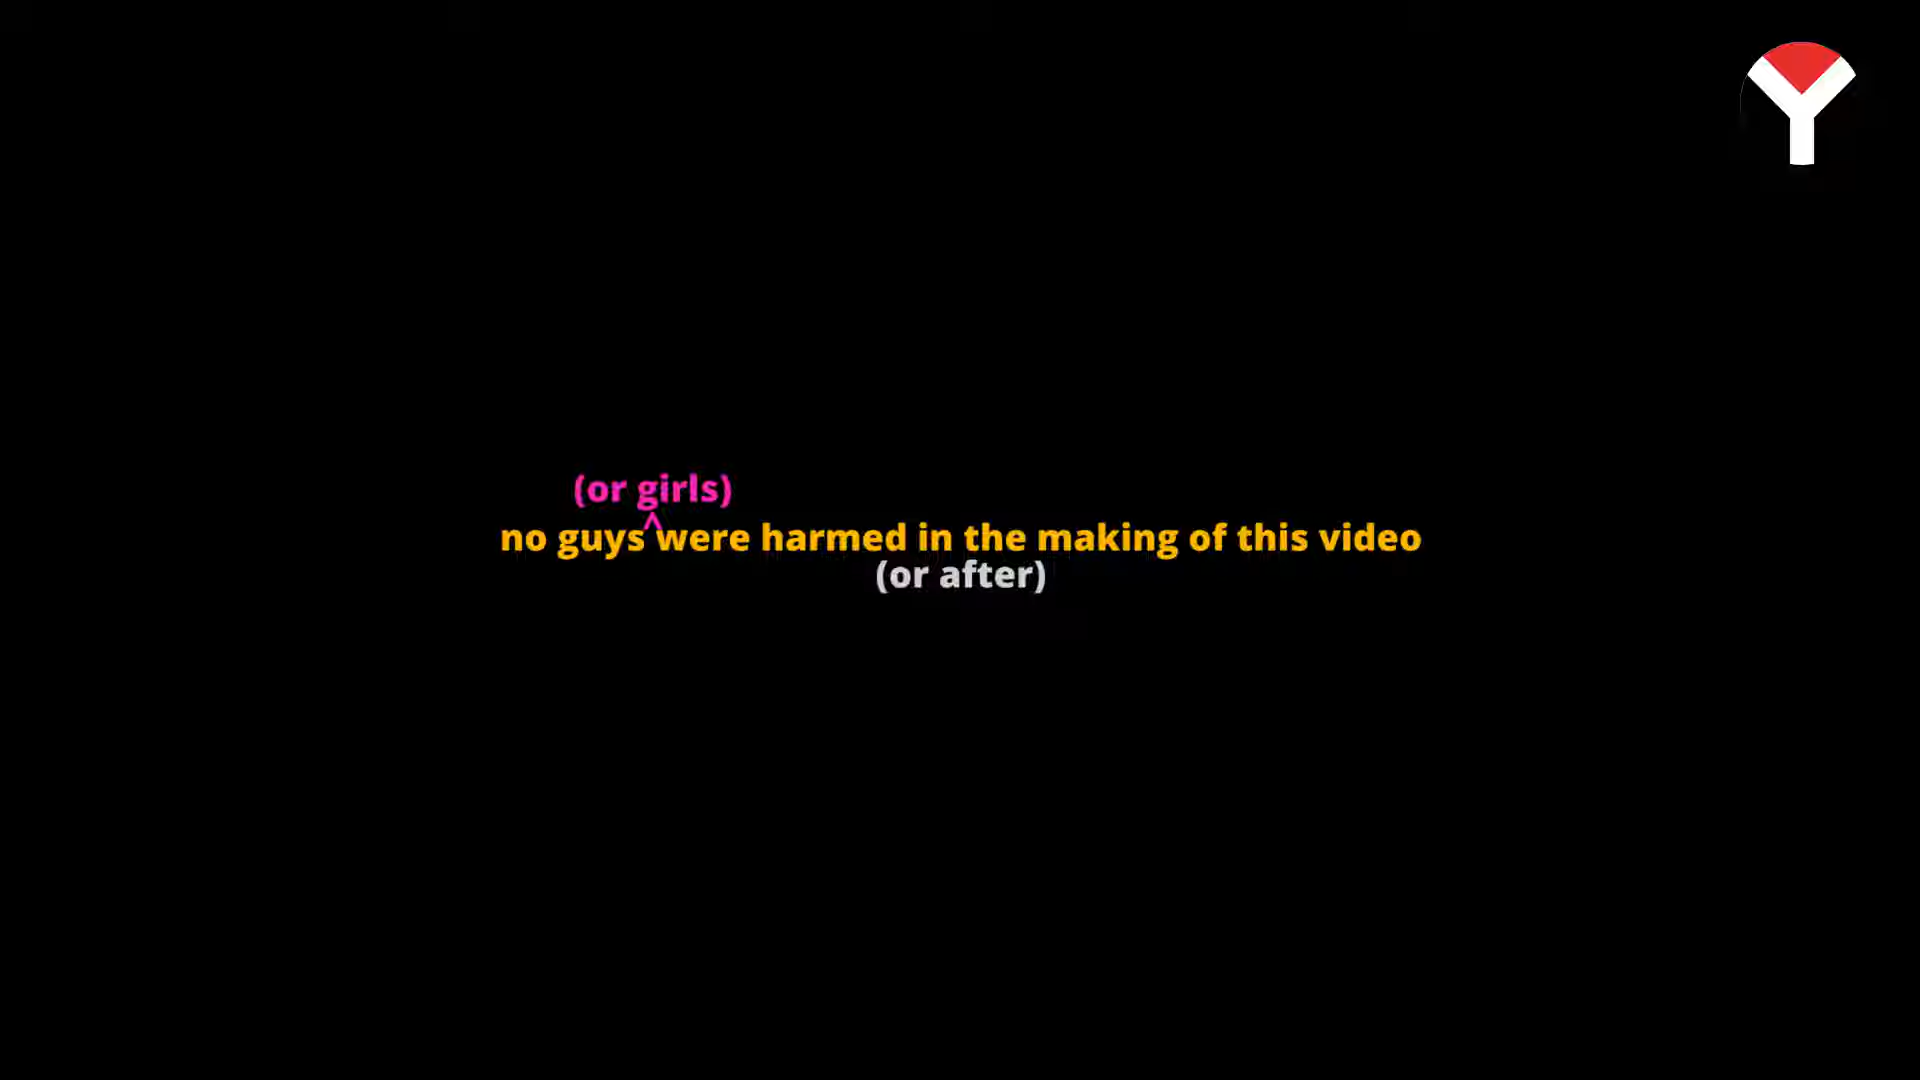 Y
(or girls)
^
no guys were harmed in the making of this video
(or after)